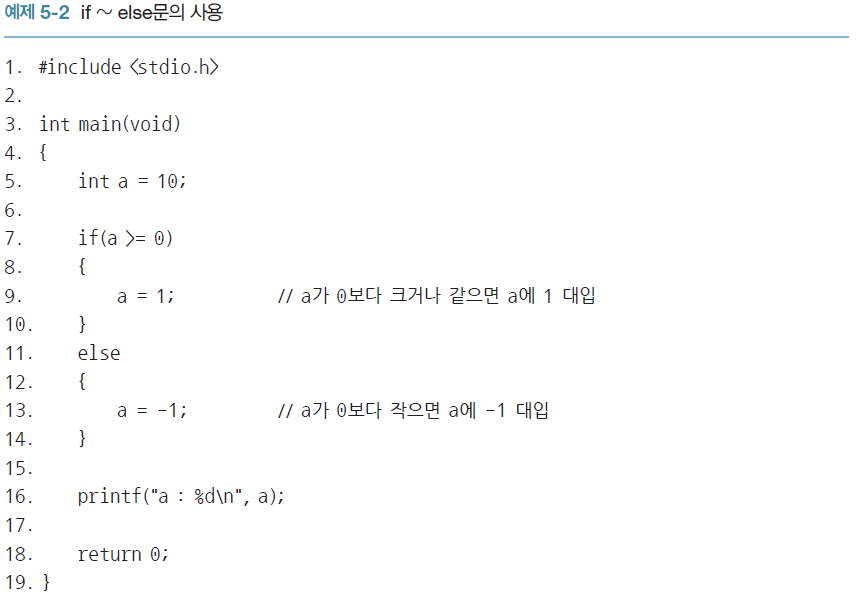 예제 5-2 if ~ else문의 사용
1. #include <stdio.h>
2.
3. int main(void)
4. {
5.     int a = 10;
6.
7.     if(a >= 0)
8.     {
9.         a = 1;          // a가 0보다 크거나 같으면 a에 1 대입
10.     }
11.     else
12.     {
13.         a = -1;         // a가 0보다 작으면 a에 -1 대입
14.     }
15.
16.     printf("a : %d\n", a);
17.
18.     return 0;
19. }